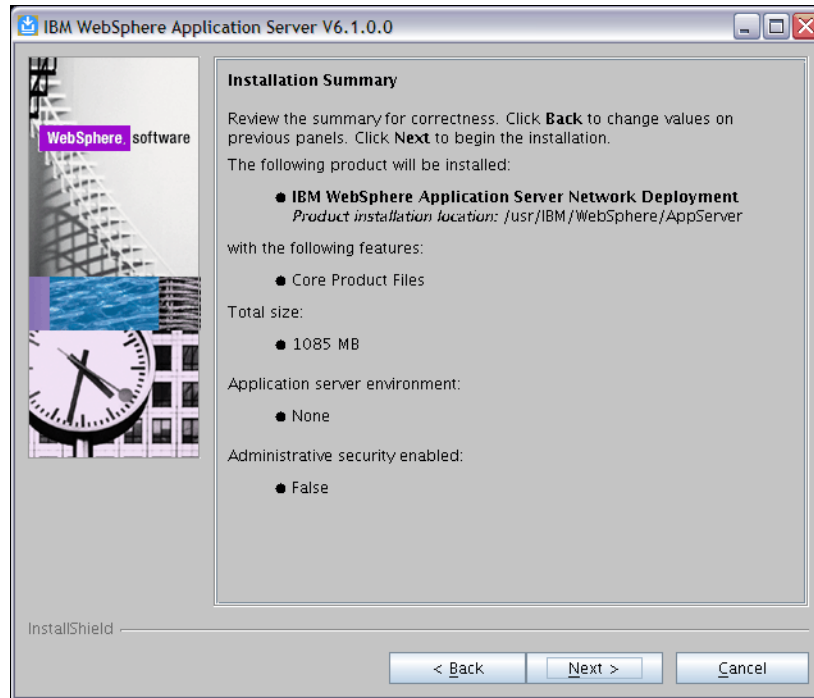 IBM WebSphere Application Server V6.1.0.0
WebSphere. software
Installation Summary
Review the summary for correctness. Click Back to change values on
previous panels. Click Next to begin the installation.
The following product will be installed:
● IBM WebSphere Application Server Network Deployment
Product installation location: /usr/IBM/WebSphere/AppServer
with the following features:
● Core Product Files
Total size:
● 1085 MB
Application server environment:
● None
Administrative security enabled:
● False
InstallShield
< Back
Next >
Cancel